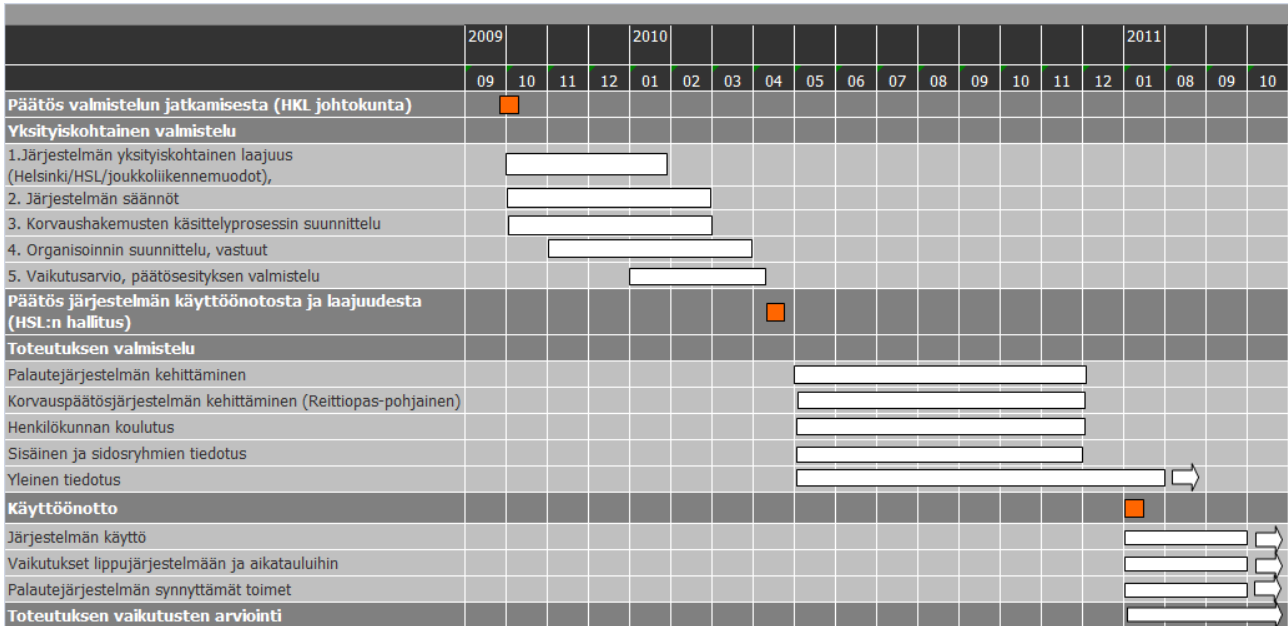 2009 2010 2011
09 10 11 12 01 02 03 04 05 06 07 08 09 10 11 12 01 08 09 10
Päätös valmistelun jatkamisesta (HKL johtokunta)
Yksityiskohtainen valmistelu
1.Järjestelmän yksityiskohtainen laajuus
(Helsinki/HSL/joukkoliikennemuodot),
2. Järjestelmän säännöt
3. Korvaushakemusten käsittelyprosessin suunnittelu
4. Organisoinnin suunnittelu, vastuut
5. Vaikutusarvio, päätösesityksen valmistelu
Päätös järjestelmän käyttöönotosta ja laajuudesta
(HSL:n hallitus)
Toteutuksen valmistelu
Palautejärjestelmän kehittäminen
Korvauspäätösjärjestelmän kehittäminen (Reittiopas-pohjainen)
Henkilökunnan koulutus
Sisäinen ja sidosryhmien tiedotus
Yleinen tiedotus
Käyttöönotto
Järjestelmän käyttö
Vaikutukset lippujärjestelmään ja aikatauluihin
Palautejärjestelmän synnyttämät toimet
Toteutuksen vaikutusten arviointi